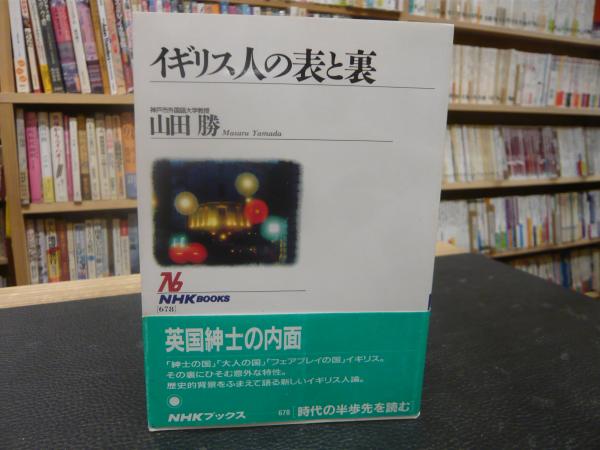 イギリス人の表と裏
神戸市外国語大学教授
山田 勝 Masaru Yamada
NHK BOOKS
[678]
英国紳士の内面
「紳士の国」「大人の国」「フェアプレイの国」イギリス。
その裏にひそむ意外な特性。
歴史的背景をふまえて語る新しいイギリス人論。
NHKブックス 678 時代の半歩先を読む